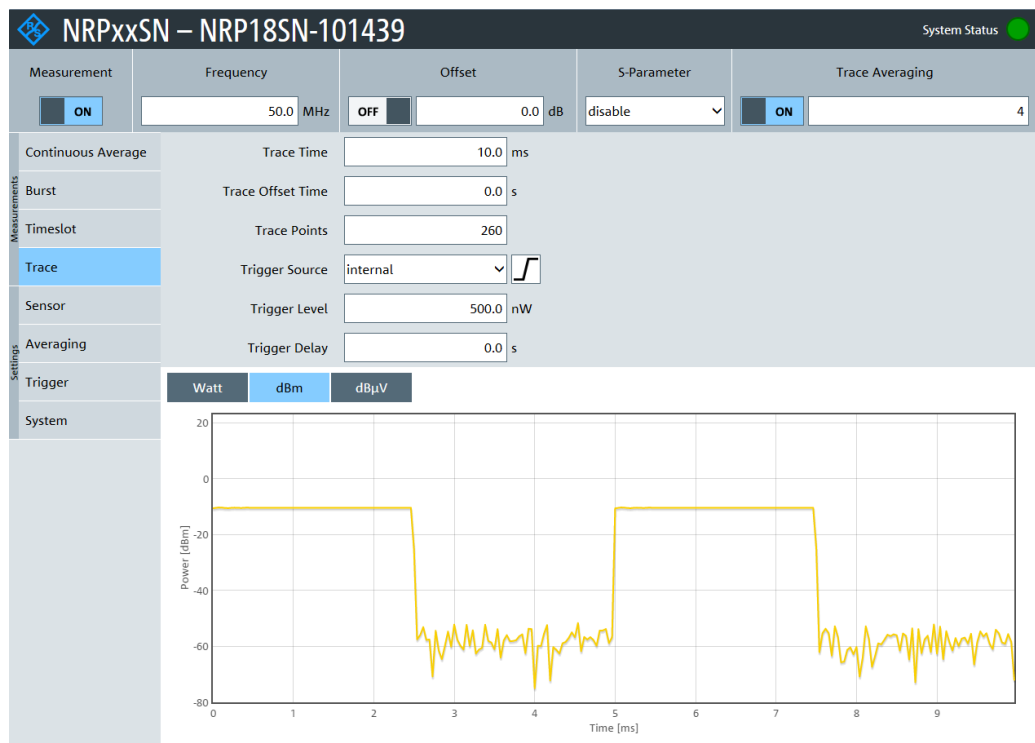 R&S NRPxxSN – NRP18SN-101439 System Status
Measurement Frequency Offset S-Parameter Trace Averaging
ON 50.0 MHz OFF 0.0 dB disable ON 4
Measurements
Continuous Average
Burst
Timeslot
Trace
Settings
Sensor
Averaging
Trigger
System
Trace Time 10.0 ms
Trace Offset Time 0.0 s
Trace Points 260
Trigger Source internal
Trigger Level 500.0 nW
Trigger Delay 0.0 s
Watt dBm dBµV
Power [dBm]
20
0
-20
-40
-60
-80
0 1 2 3 4 5 6 7 8 9
Time [ms]